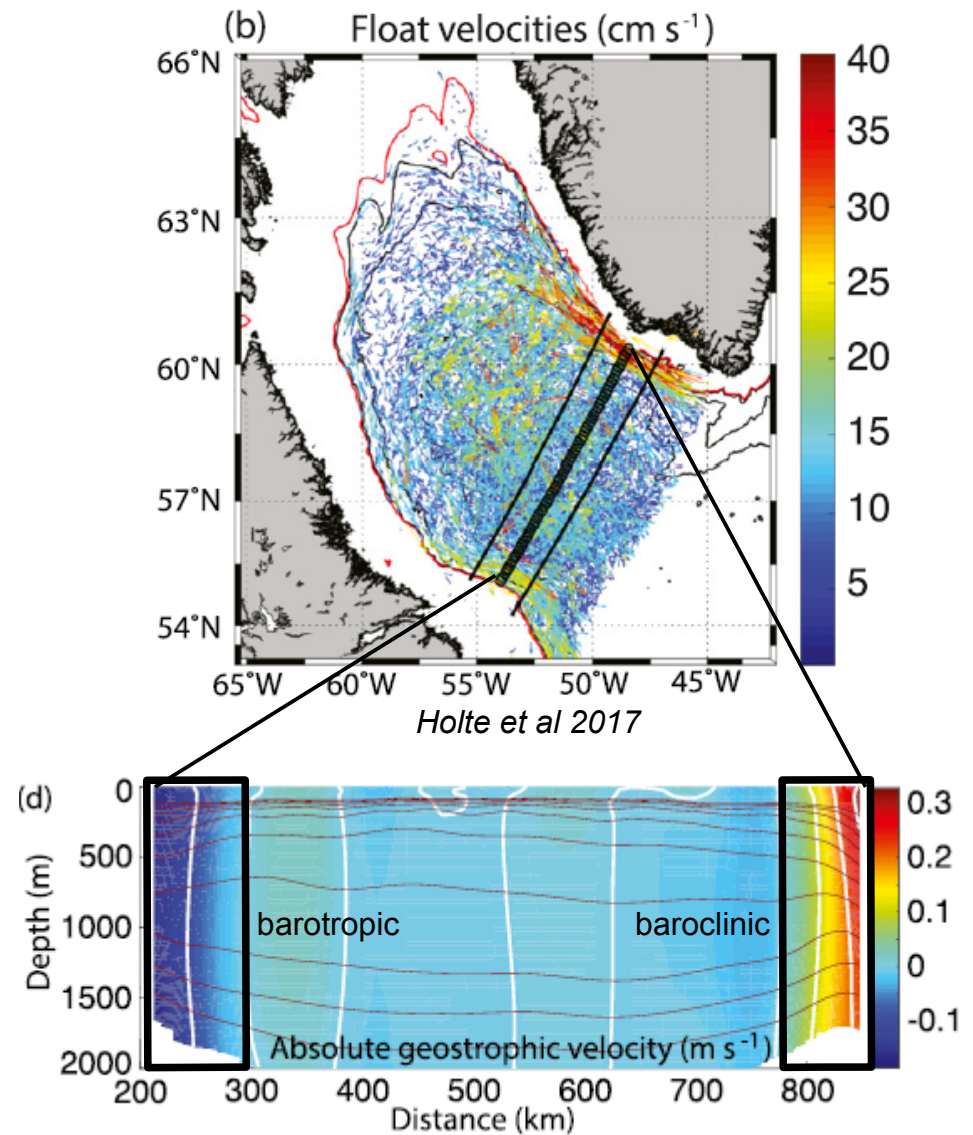 (b) Float velocities (cm s⁻¹)
66°N
63°N
60°N
57°N
54°N
65°W 60°W 55°W 50°W 45°W
40
35
30
25
20
15
10
5
Holte et al 2017
(d)
0
500
1000
1500
2000
Depth (m)
barotropic
baroclinic
Absolute geostrophic velocity (m s⁻¹)
200 300 400 500 600 700 800
Distance (km)
0.3
0.2
0.1
0
-0.1